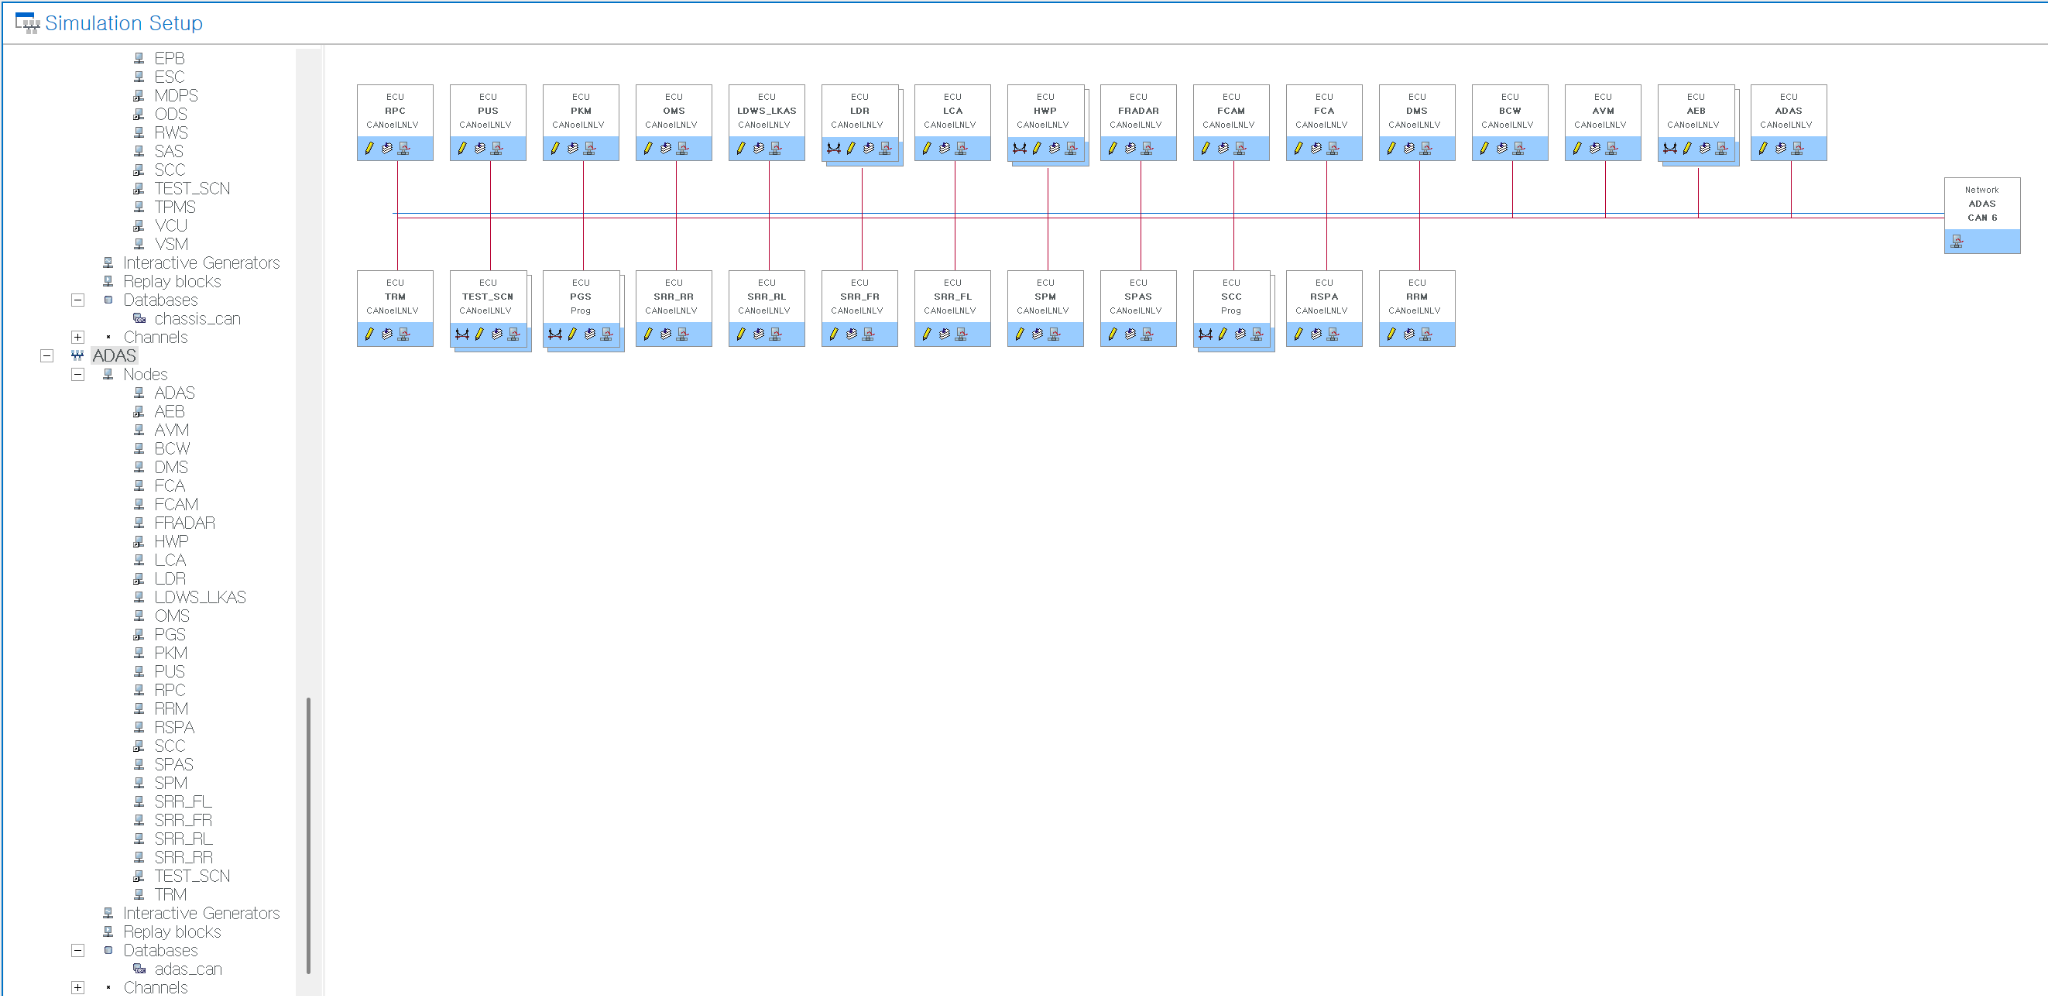 Simulation Setup
EPB
ESC
MDPS
ODS
RWS
SAS
SCC
TEST_SCN
TPMS
VCU
VSM
Interactive Generators
Replay blocks
Databases
chassis_can
Channels
ADAS
Nodes
ADAS
AEB
AVM
BCW
DMS
FCA
FCAM
FRADAR
HWP
LCA
LDR
LDWS_LKAS
OMS
PGS
PKM
PUS
RPC
RRM
RSPA
SCC
SPAS
SPM
SRR_FL
SRR_FR
SRR_RL
SRR_RR
TEST_SCN
TRM
Interactive Generators
Replay blocks
Databases
adas_can
Channels
ECU
RPC
CANoeILNLV
ECU
PUS
CANoeILNLV
ECU
PKM
CANoeILNLV
ECU
OMS
CANoeILNLV
ECU
LDWS_LKAS
CANoeILNLV
ECU
LDR
CANoeILNLV
ECU
LCA
CANoeILNLV
ECU
HWP
CANoeILNLV
ECU
FRADAR
CANoeILNLV
ECU
FCAM
CANoeILNLV
ECU
FCA
CANoeILNLV
ECU
DMS
CANoeILNLV
ECU
BCW
CANoeILNLV
ECU
AVM
CANoeILNLV
ECU
AEB
CANoeILNLV
ECU
ADAS
CANoeILNLV
Network
ADAS
CAN 6
ECU
TRM
CANoeILNLV
ECU
TEST_SCN
CANoeILNLV
ECU
PGS
Prog
ECU
SRR_RR
CANoeILNLV
ECU
SRR_RL
CANoeILNLV
ECU
SRR_FR
CANoeILNLV
ECU
SRR_FL
CANoeILNLV
ECU
SPM
CANoeILNLV
ECU
SPAS
CANoeILNLV
ECU
SCC
Prog
ECU
RSPA
CANoeILNLV
ECU
RRM
CANoeILNLV